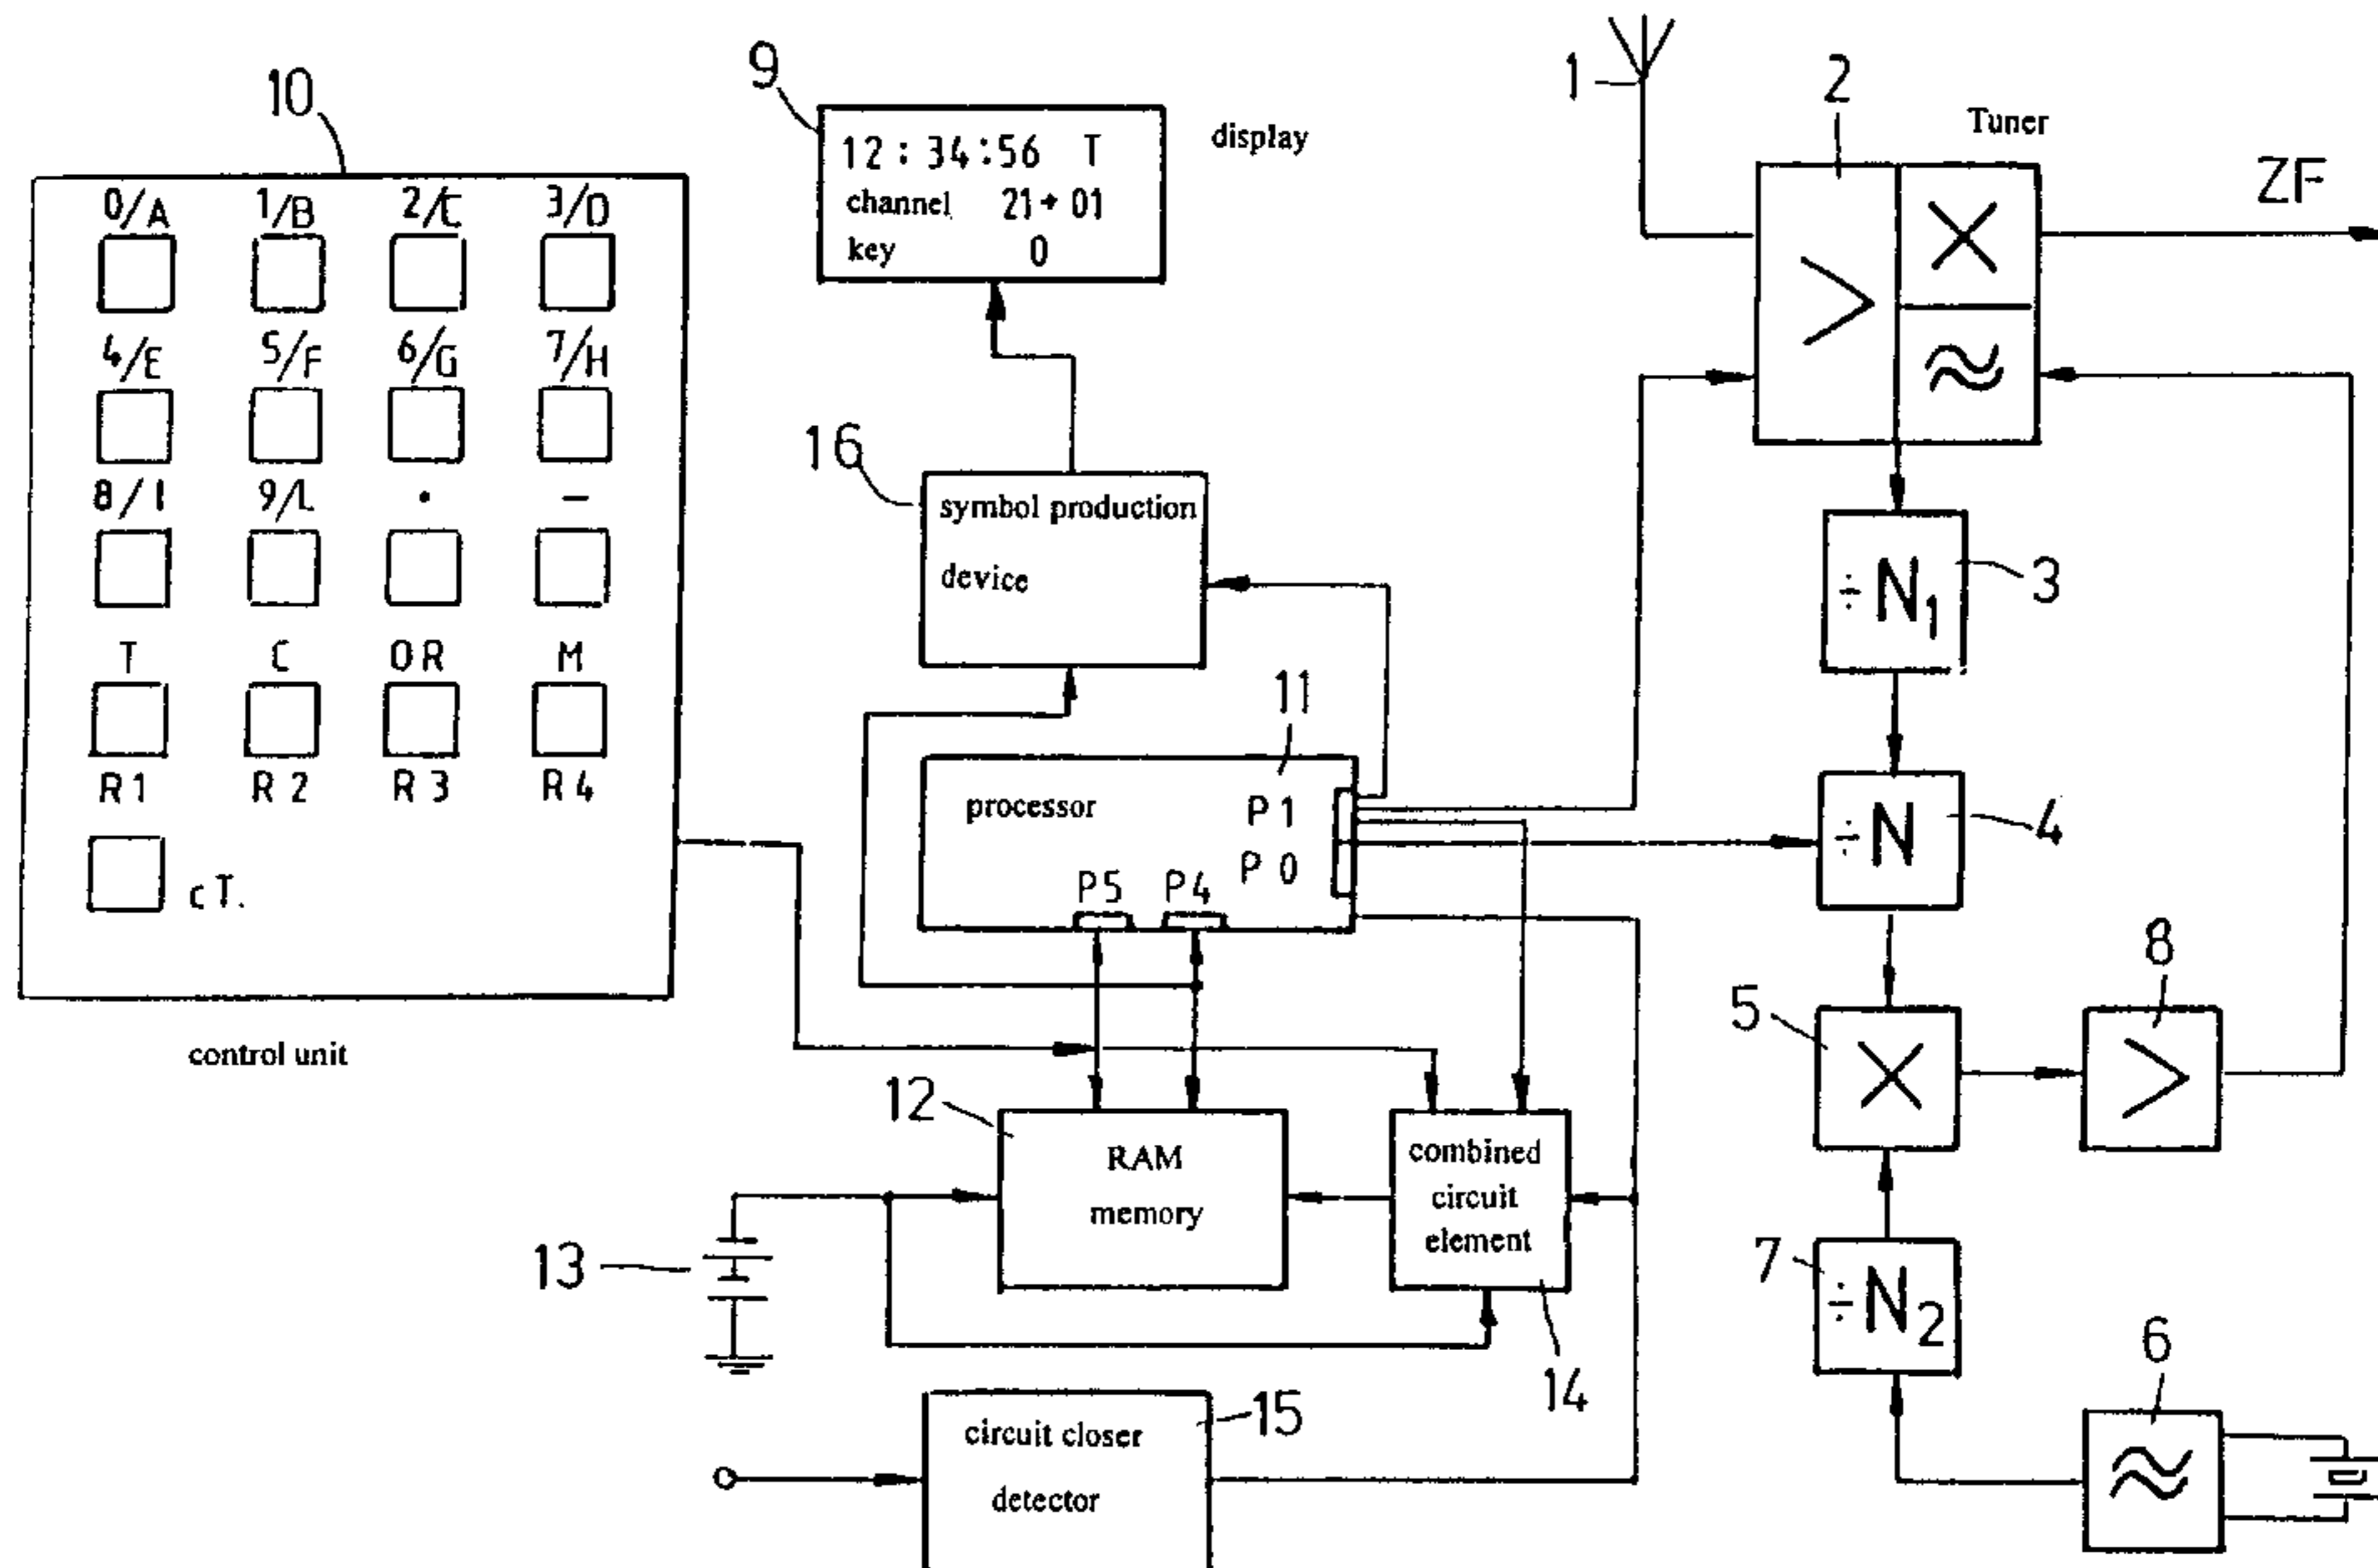 10
0/A 1/B 2/C 3/D
4/E 5/F 6/G 7/H
8/I 9/L . –
T C OR M
R1 R2 R3 R4
cT.
control unit
9
12:34:56 T
channel 21→01
key 0
display
16
symbol production
device
11
processor
P1
P0
P5 P4
12
RAM
memory
combined
circuit
element
14
13
15
circuit closer
detector
1
2
Tuner
ZF
÷N1
3
÷N
4
5
8
7
÷N2
6